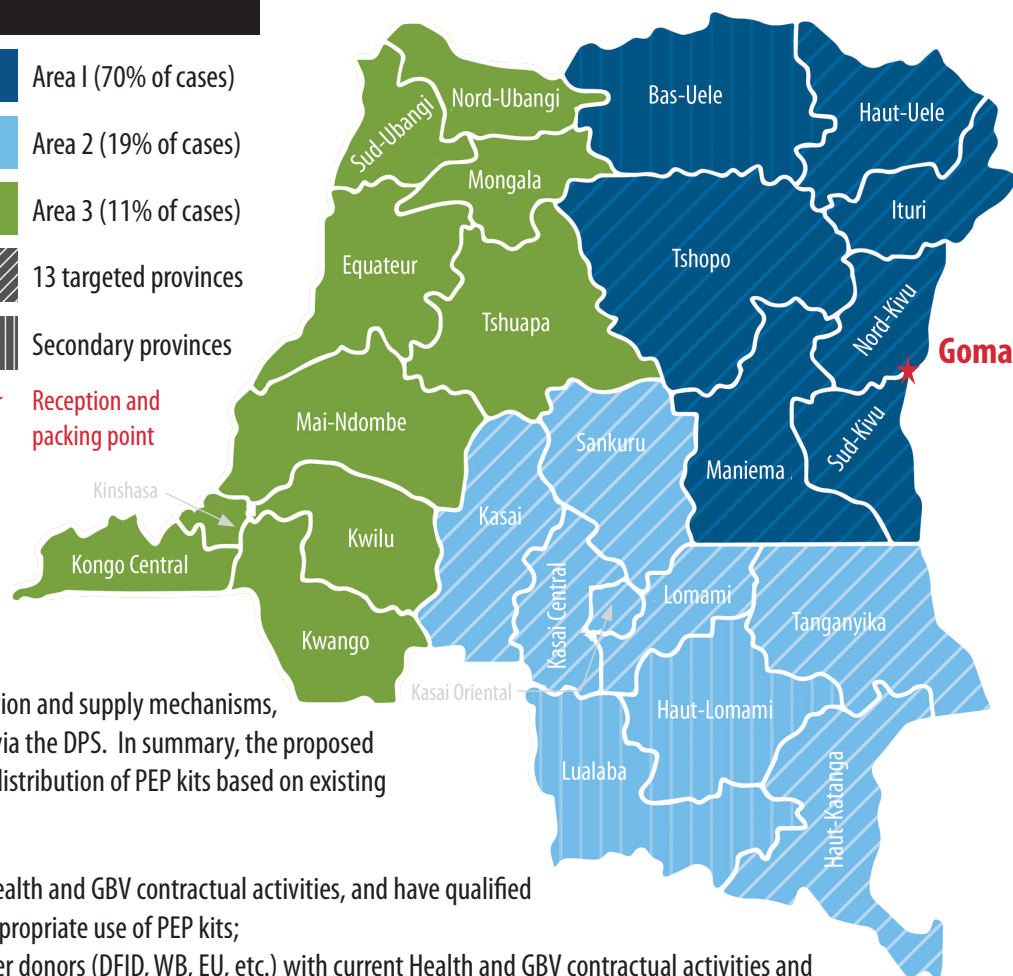 Area I (70% of cases)
Area 2 (19% of cases)
Area 3 (11% of cases)
13 targeted provinces
Secondary provinces
Reception and
packing point
Nord-Ubangi
Sud-Ubangi
Mongala
Equateur
Tshuapa
Mai-Ndombe
Kinshasa
Kongo Central
Kwilu
Kwango
Bas-Uele
Haut-Uele
Ituri
Tshopo
Nord-Kivu
Goma
Sud-Kivu
Maniema
Sankuru
Kasai
Kasai Central
Kasai Oriental
Lomami
Tanganyika
Haut-Lomami
Lualaba
Haut-Katanga
ion and supply mechanisms,
via the DPS. In summary, the proposed
distribution of PEP kits based on existing
ealth and GBV contractual activities, and have qualified
propriate use of PEP kits;
er donors (DFID, WB, EU, etc.) with current Health and GBV contractual activities and